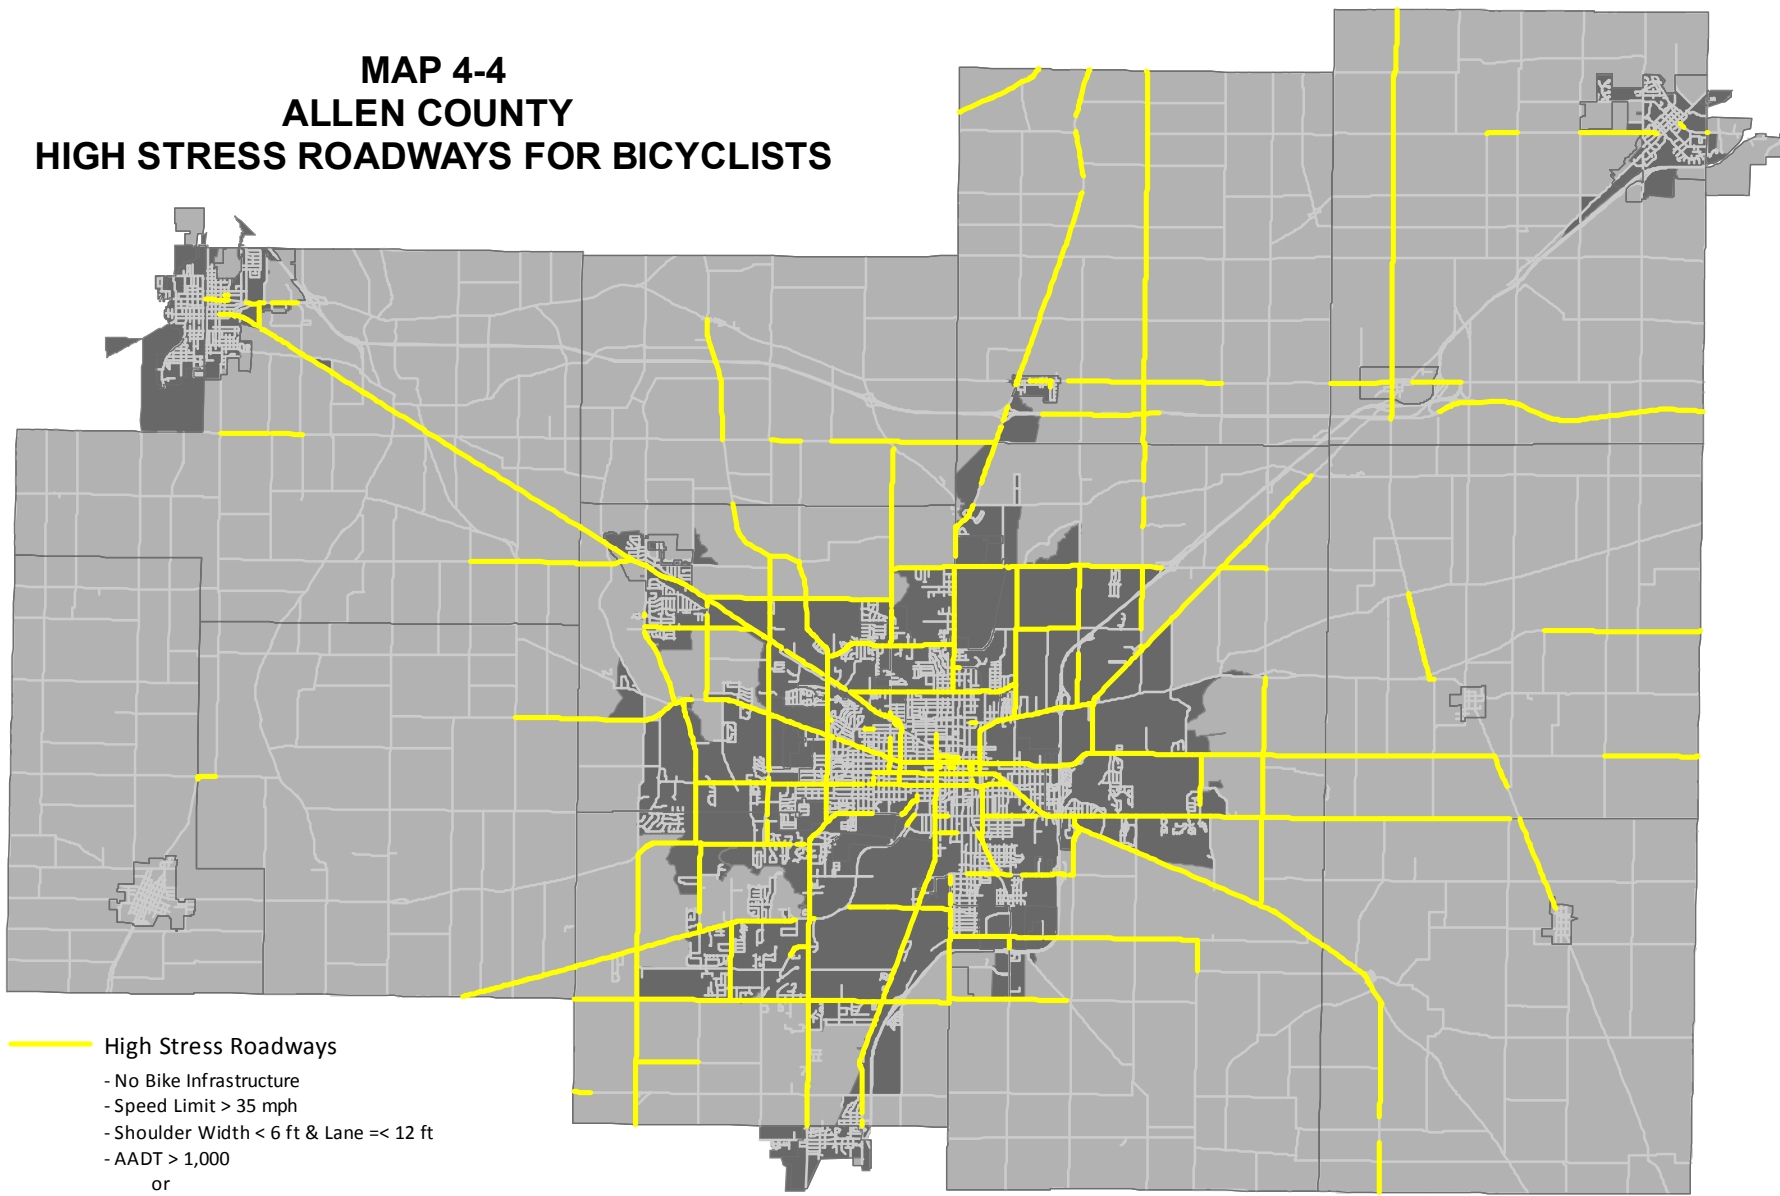 MAP 4-4
ALLEN COUNTY
HIGH STRESS ROADWAYS FOR BICYCLISTS
High Stress Roadways
- No Bike Infrastructure
- Speed Limit > 35 mph
- Shoulder Width < 6 ft & Lane =< 12 ft
- AADT > 1,000
or